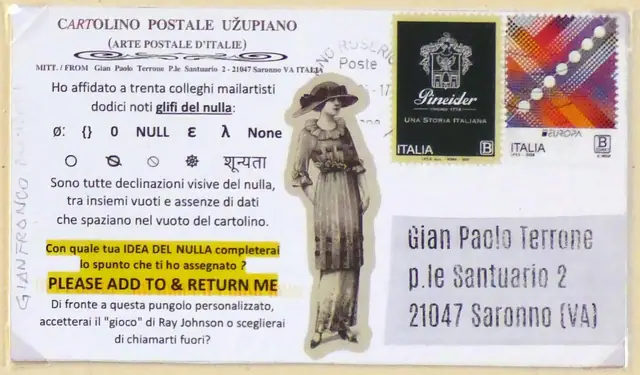 CARTOLINO POSTALE UŽUPIANO
(ARTE POSTALE D'ITALIE)
MITT. / FROM Gian Paolo Terrone P.le Santuario 2 - 21047 Saronno VA ITALIA
Ho affidato a trenta colleghi mailartisti
dodici noti glifi del nulla:
∅: {} 0 NULL ε λ None
शून्यता
Sono tutte declinazioni visive del nulla,
tra insiemi vuoti e assenze di dati
che spaziano nel vuoto del cartolino.
Con quale tua IDEA DEL NULLA completerai
lo spunto che ti ho assegnato ?
PLEASE ADD TO & RETURN ME
Di fronte a questa pungolo personalizzato,
accetterai il "gioco" di Ray Johnson o sceglierai
di chiamarti fuori?
GIANFRANCO
Poste
Pineider
UNA STORIA ITALIANA
ITALIA B
EUROPA
ITALIA B
Gian Paolo Terrone
p.le Santuario 2
21047 Saronno (VA)